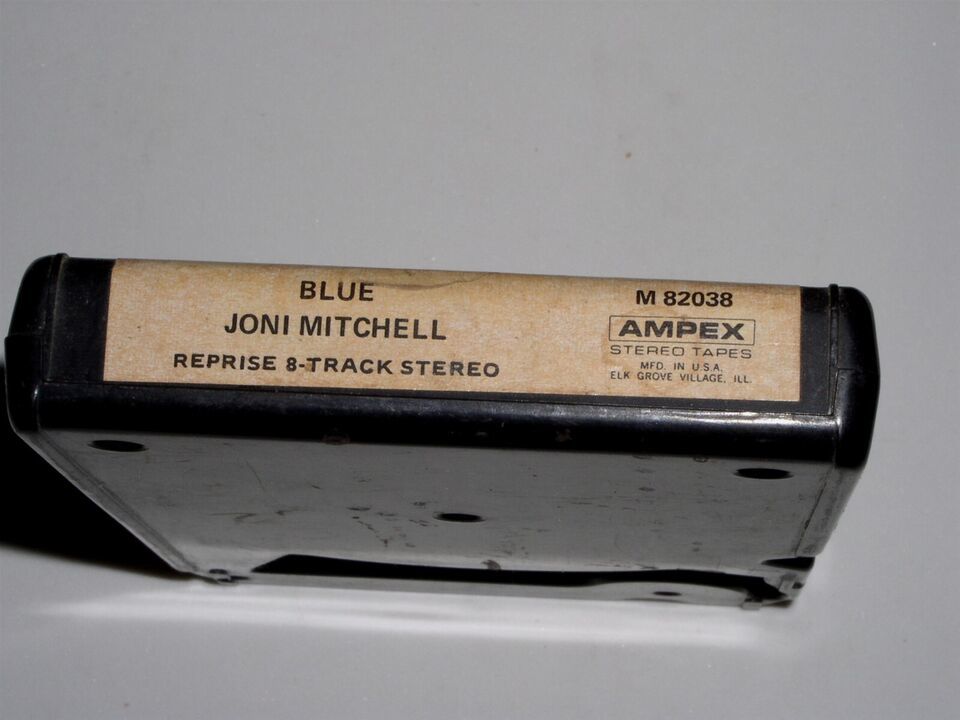 BLUE
JONI MITCHELL
REPRISE 8-TRACK STEREO
M 82038
AMPEX
STEREO TAPES
MFD. IN U.S.A.
ELK GROVE VILLAGE, ILL.